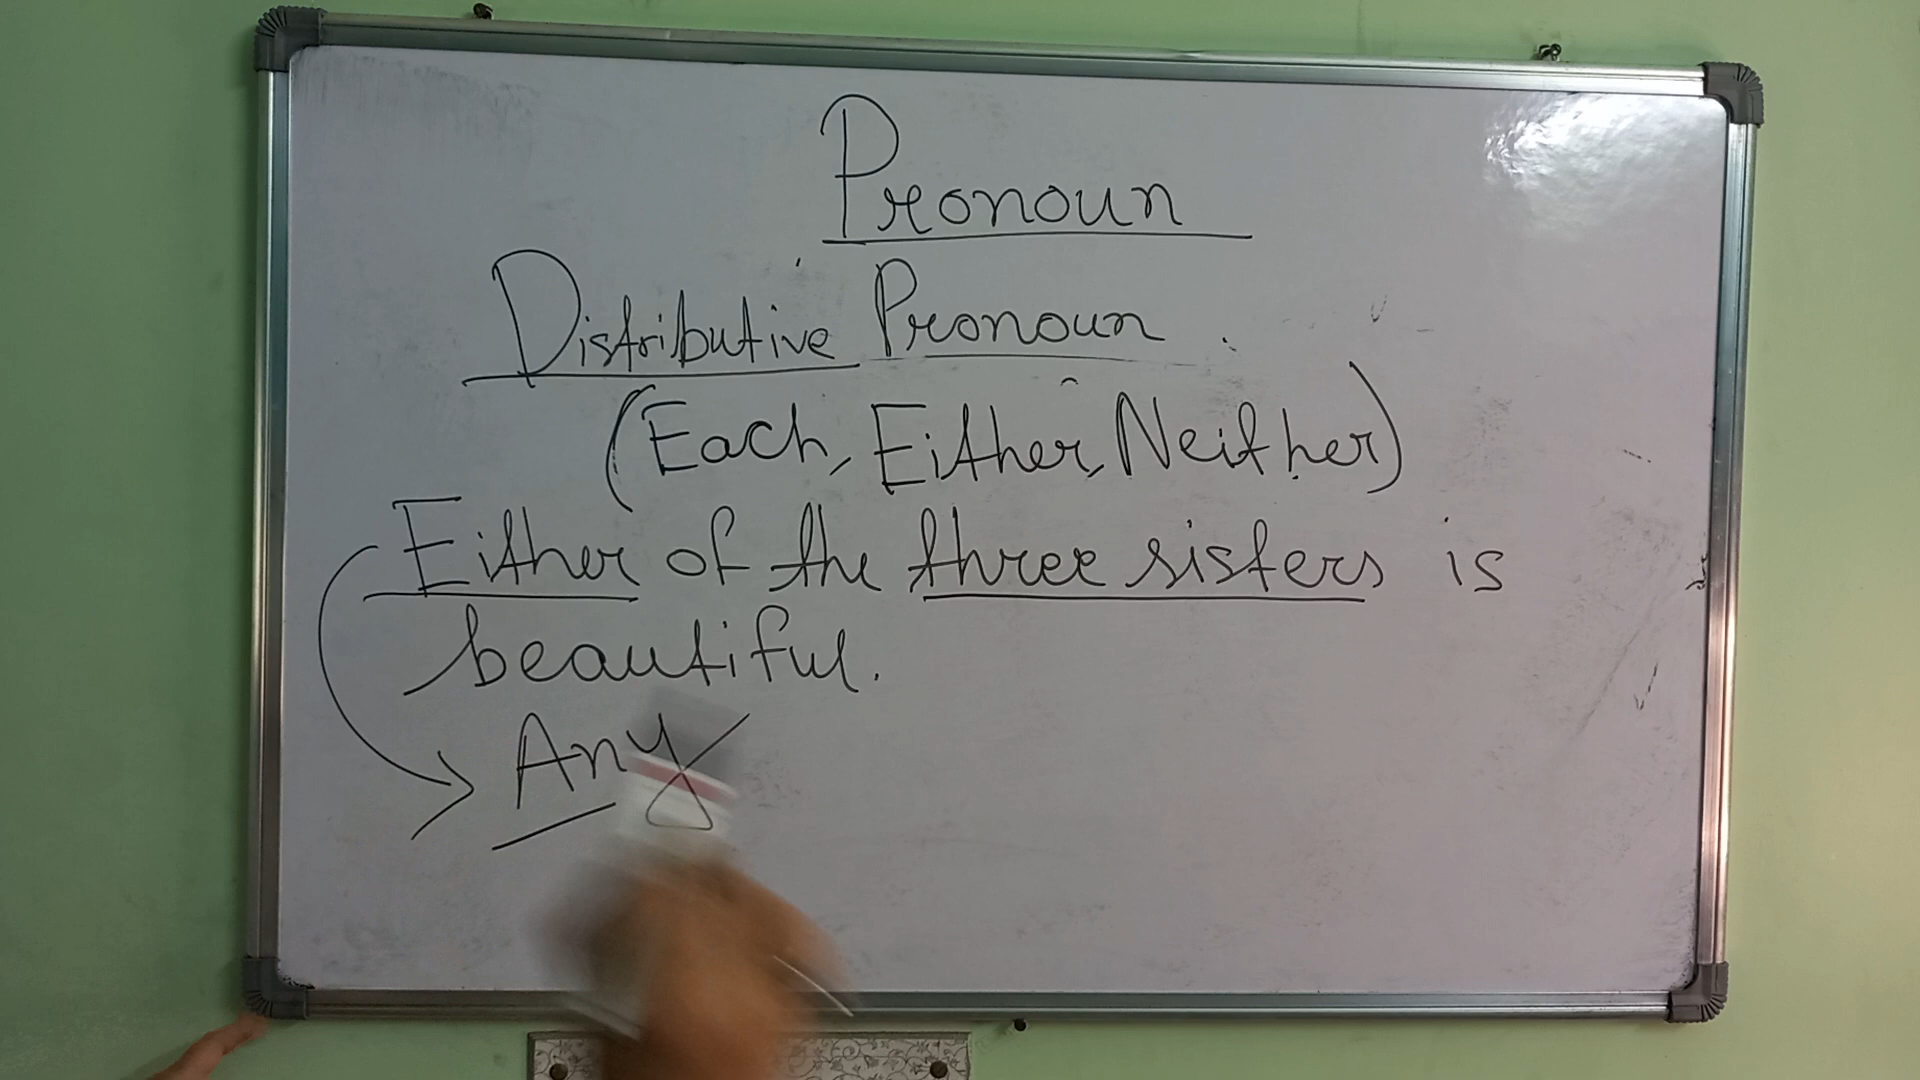 Pronoun
Distributive Pronoun.
(Each, Either, Neither)
Either of the three sisters is
beautiful.
Any